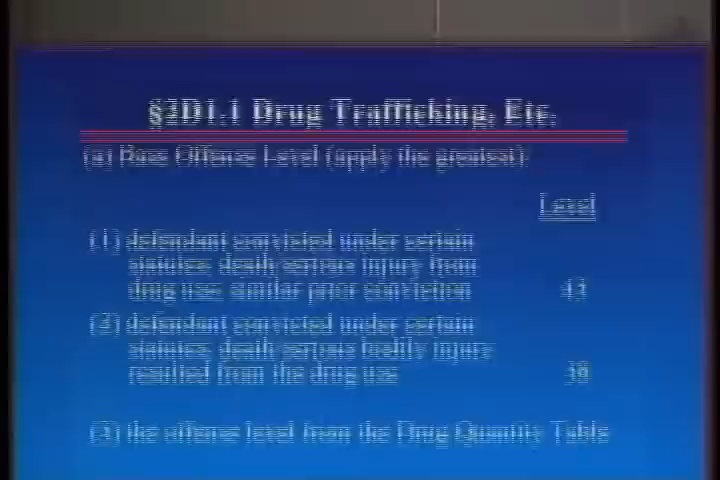 §2D1.1 Drug Trafficking, Etc.
(a) Base Offense Level (apply the greatest):
Level
(1) defendant convicted under certain
statutes; death/serious injury from
drug use; similar prior conviction 43
(2) defendant convicted under certain
statutes; death/serious bodily injury
resulted from the drug use 38
(3) the offense level from the Drug Quantity Table